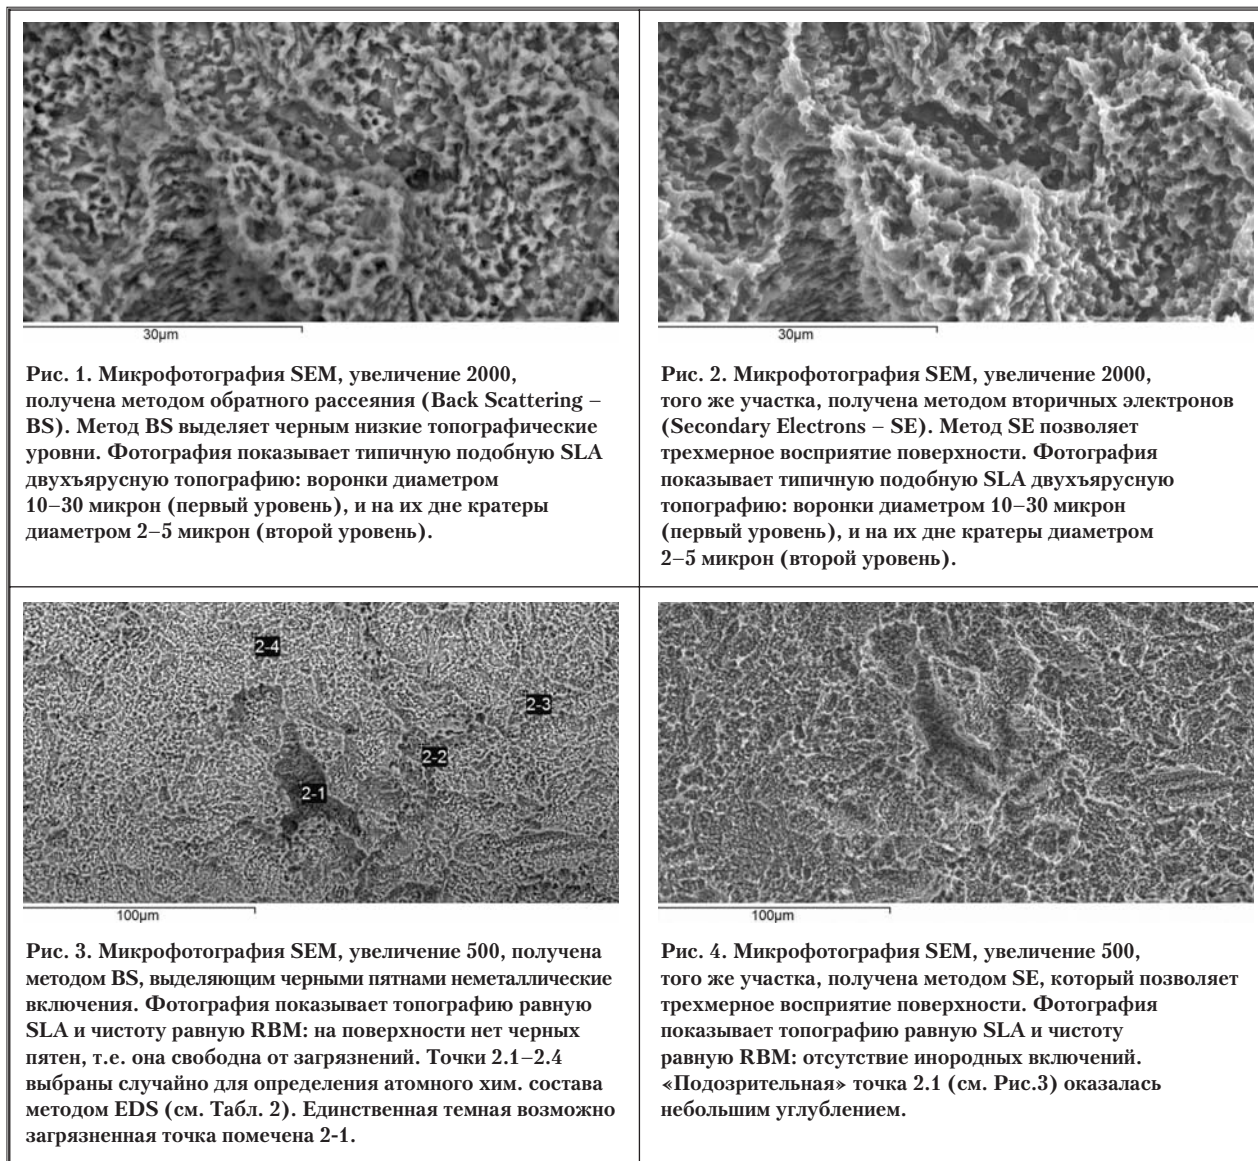 30µm
Рис. 1. Микрофотография SEM, увеличение 2000,
получена методом обратного рассеяния (Back Scattering –
BS). Метод BS выделяет черным низкие топографические
уровни. Фотография показывает типичную подобную SLA
двухъярусную топографию: воронки диаметром
10–30 микрон (первый уровень), и на их дне кратеры
диаметром 2–5 микрон (второй уровень).
30µm
Рис. 2. Микрофотография SEM, увеличение 2000,
того же участка, получена методом вторичных электронов
(Secondary Electrons – SE). Метод SE позволяет
трехмерное восприятие поверхности. Фотография
показывает типичную подобную SLA двухъярусную
топографию: воронки диаметром 10–30 микрон
(первый уровень), и на их дне кратеры диаметром
2–5 микрон (второй уровень).
2-4
2-3
2-2
2-1
100µm
Рис. 3. Микрофотография SEM, увеличение 500, получена
методом BS, выделяющим черными пятнами неметаллические
включения. Фотография показывает топографию равную
SLA и чистоту равную RBM: на поверхности нет черных
пятен, т.е. она свободна от загрязнений. Точки 2.1–2.4
выбраны случайно для определения атомного хим. состава
методом EDS (см. Табл. 2). Единственная темная возможно
загрязненная точка помечена 2-1.
100µm
Рис. 4. Микрофотография SEM, увеличение 500,
того же участка, получена методом SE, который позволяет
трехмерное восприятие поверхности. Фотография
показывает топографию равную SLA и чистоту
равную RBM: отсутствие инородных включений.
«Подозрительная» точка 2.1 (см. Рис.3) оказалась
небольшим углублением.